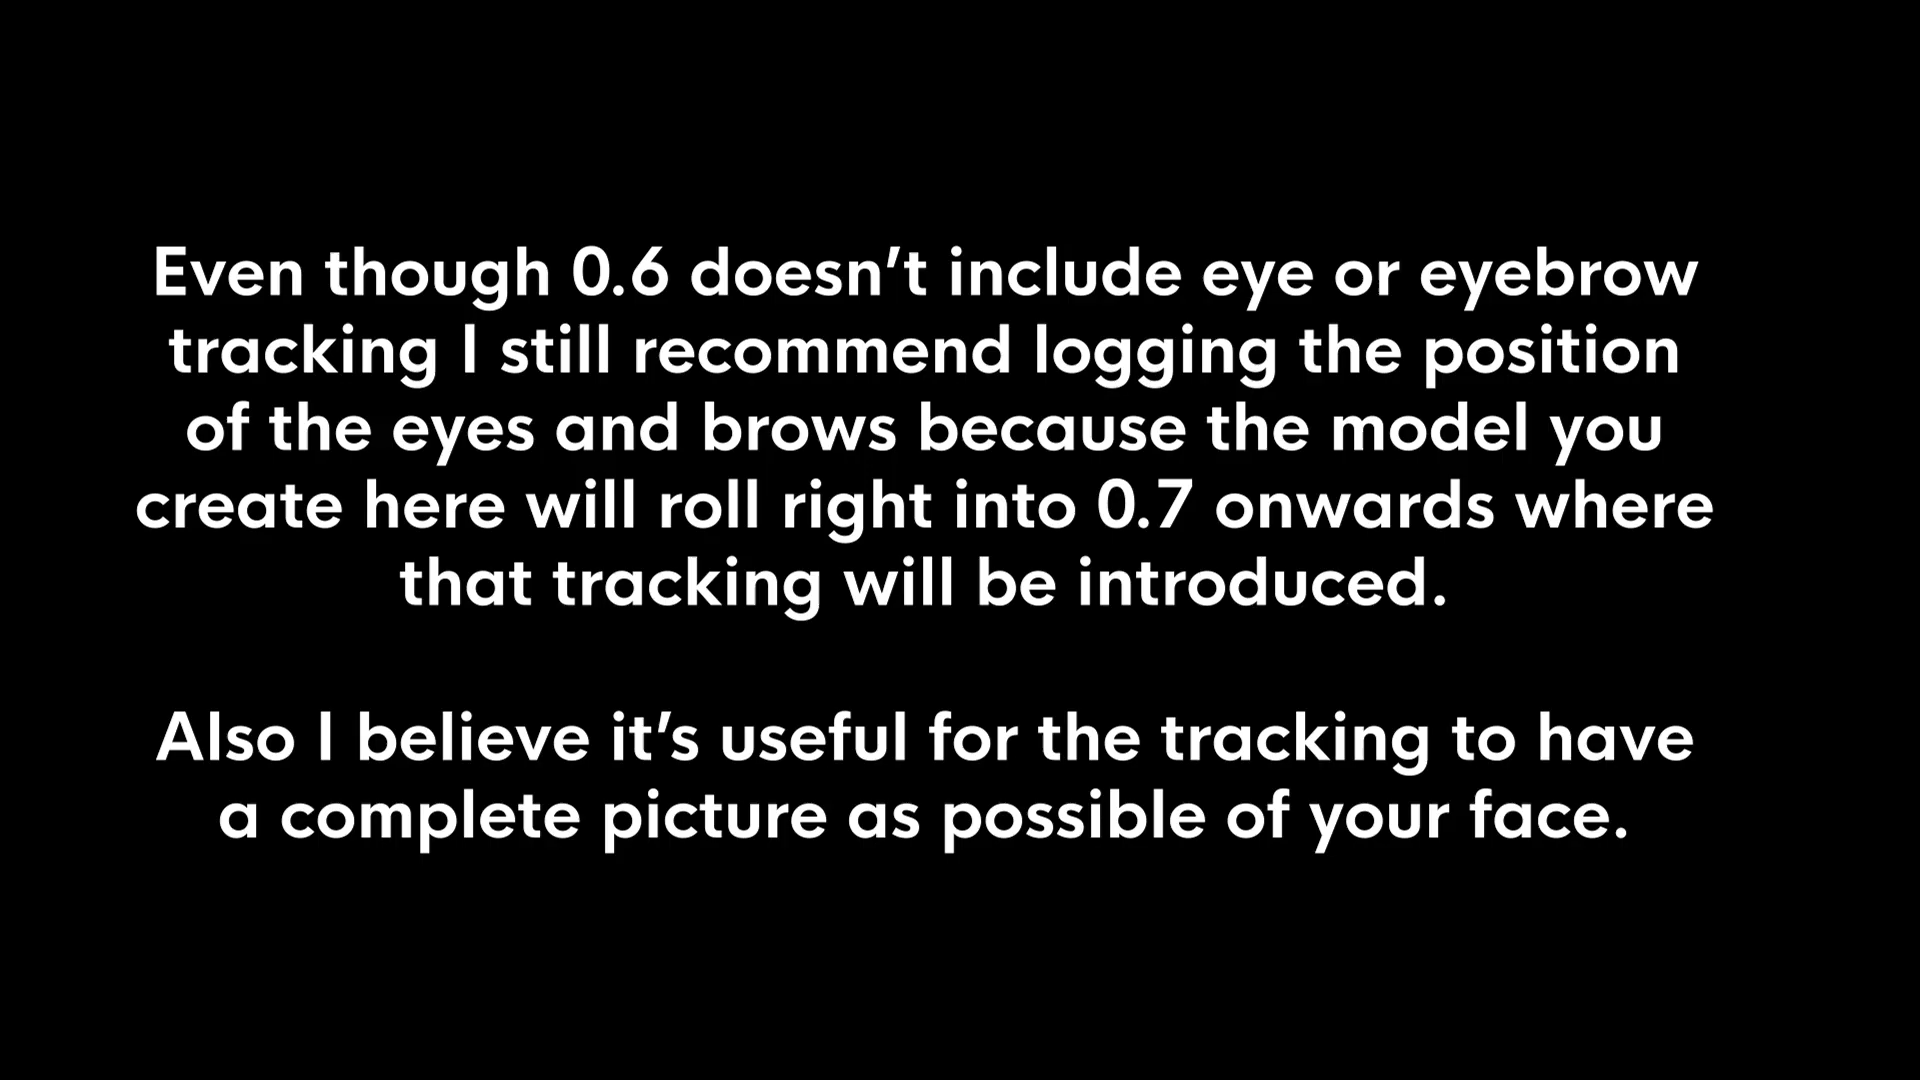 Even though 0.6 doesn’t include eye or eyebrow
tracking I still recommend logging the position
of the eyes and brows because the model you
create here will roll right into 0.7 onwards where
that tracking will be introduced.
Also I believe it’s useful for the tracking to have
a complete picture as possible of your face.